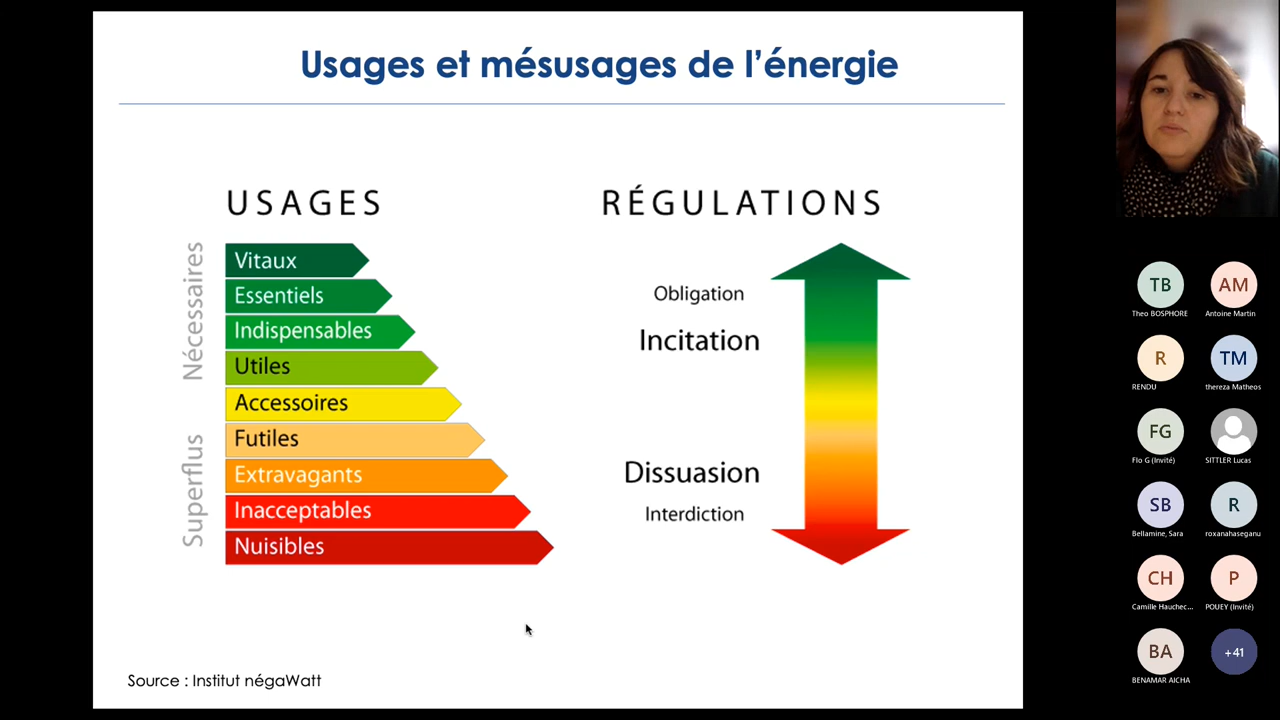 Usages et mésusages de l'énergie
USAGES
RÉGULATIONS
Nécessaires
Vitaux
Essentiels
Indispensables
Utiles
Accessoires
Superflus
Futiles
Extravagants
Inacceptables
Nuisibles
Obligation
Incitation
Dissuasion
Interdiction
Source : Institut négaWatt
TB
Theo BOSPHORE
AM
Antoine Martin
R
RENDU
TM
thereza Matheos
FG
Flo G (Invité)
SITTLER Lucas
SB
Bellamine, Sara
R
roxanahaseganu
CH
Camille Hauchec...
P
POUEY (Invité)
BA
BENAMAR AICHA
+41